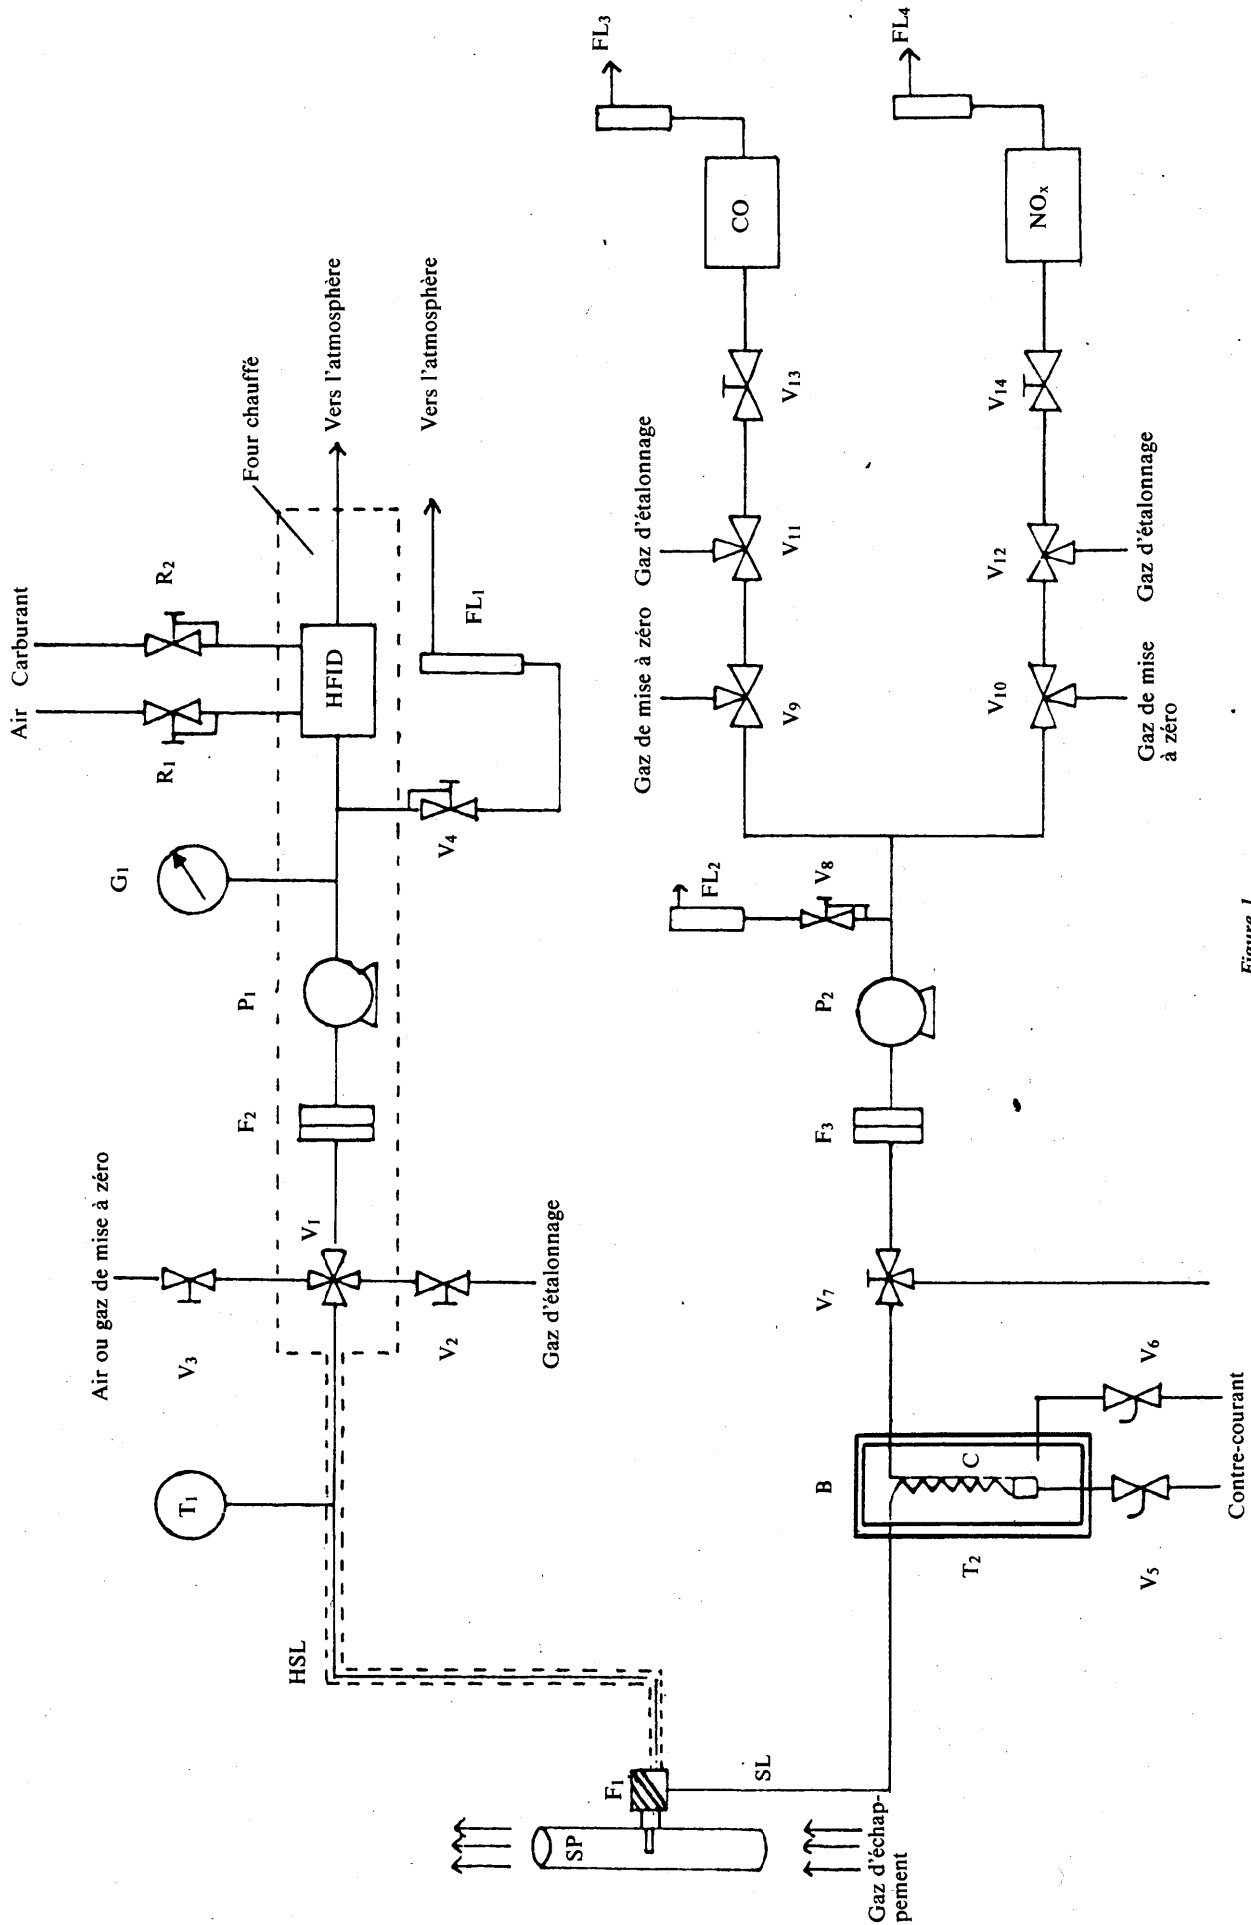 Gaz d'échap-
pement
SP
F1
SL
HSL
T1
Air ou gaz de mise à zéro
V3
V1
V2
Gaz d'étalonnage
F2
P1
G1
V4
Air
Carburant
R1
R2
HFID
FL1
Four chauffé
Vers l'atmosphère
Vers l'atmosphère
T2
B
C
V5
V6
Contre-courant
V7
F3
P2
V8
FL2
Gaz de mise à zéro
V9
Gaz d'étalonnage
V11
V13
CO
FL3
V10
Gaz de mise
à zéro
V12
Gaz d'étalonnage
V14
NOx
FL4
Figure 1